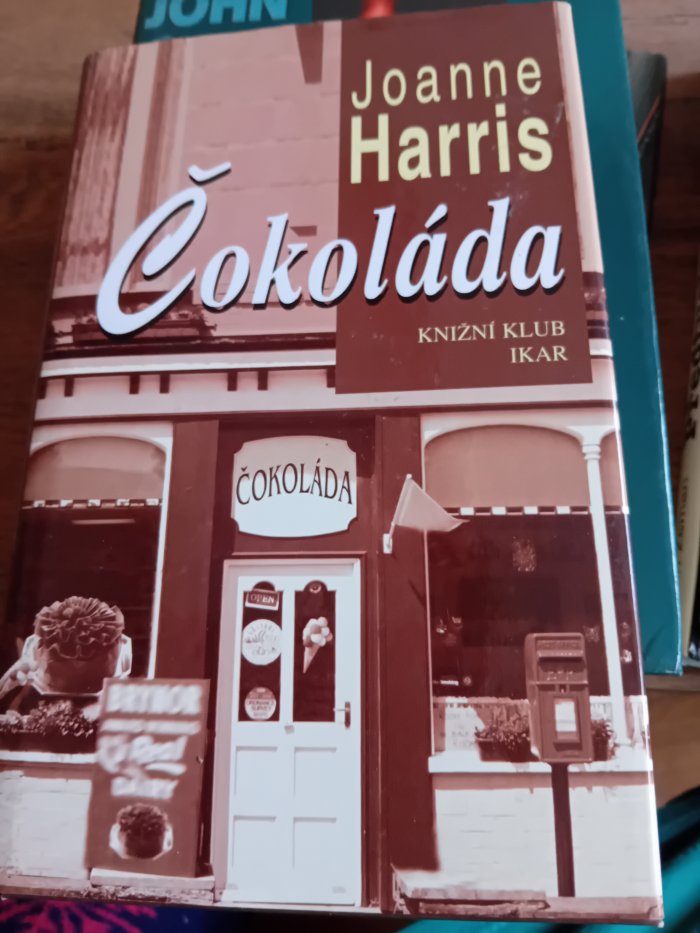 JOHN
Joanne
Harris
Čokoláda
KNIŽNÍ KLUB
IKAR
ČOKOLÁDA
OPEN